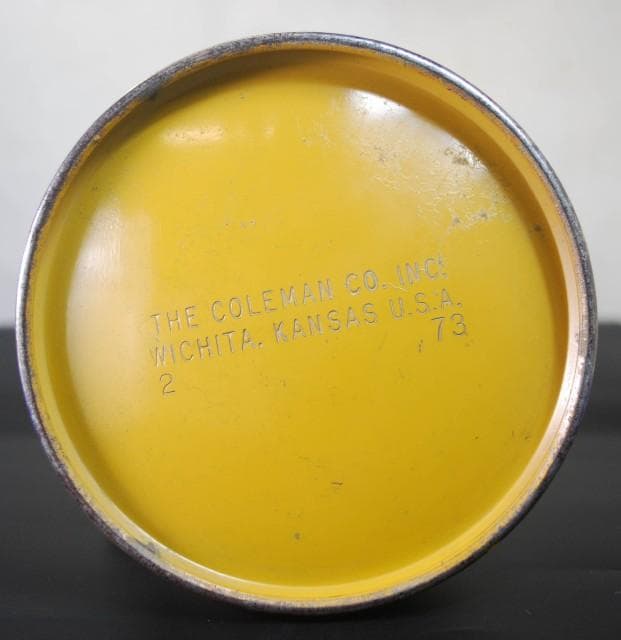 THE COLEMAN CO. INC.
WICHITA, KANSAS U.S.A.
2 73